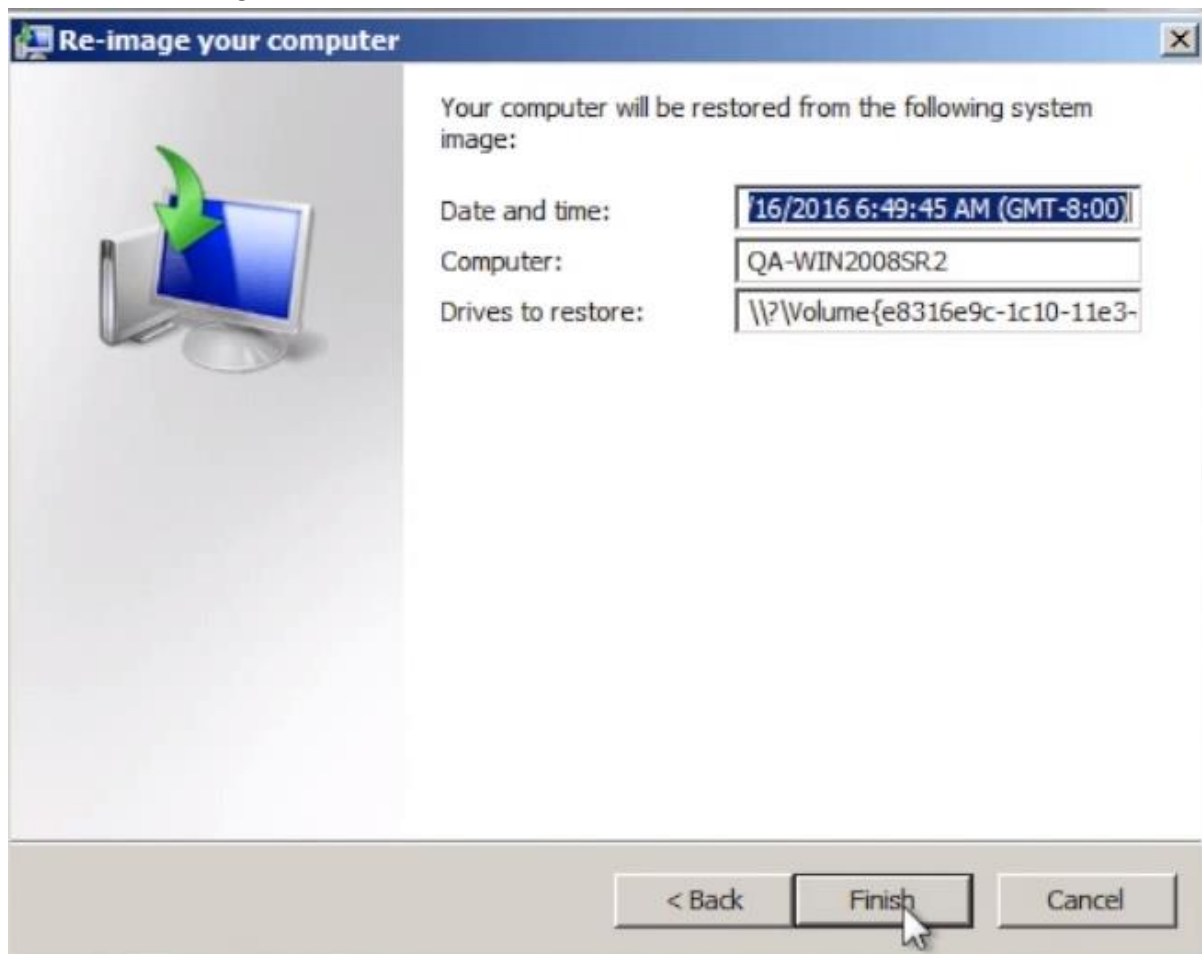 Re-image your computer
Your computer will be restored from the following system
image:
Date and time: /16/2016 6:49:45 AM (GMT-8:00)
Computer: QA-WIN2008SR2
Drives to restore: \\?\Volume{e8316e9c-1c10-11e3-
< Back Finish Cancel